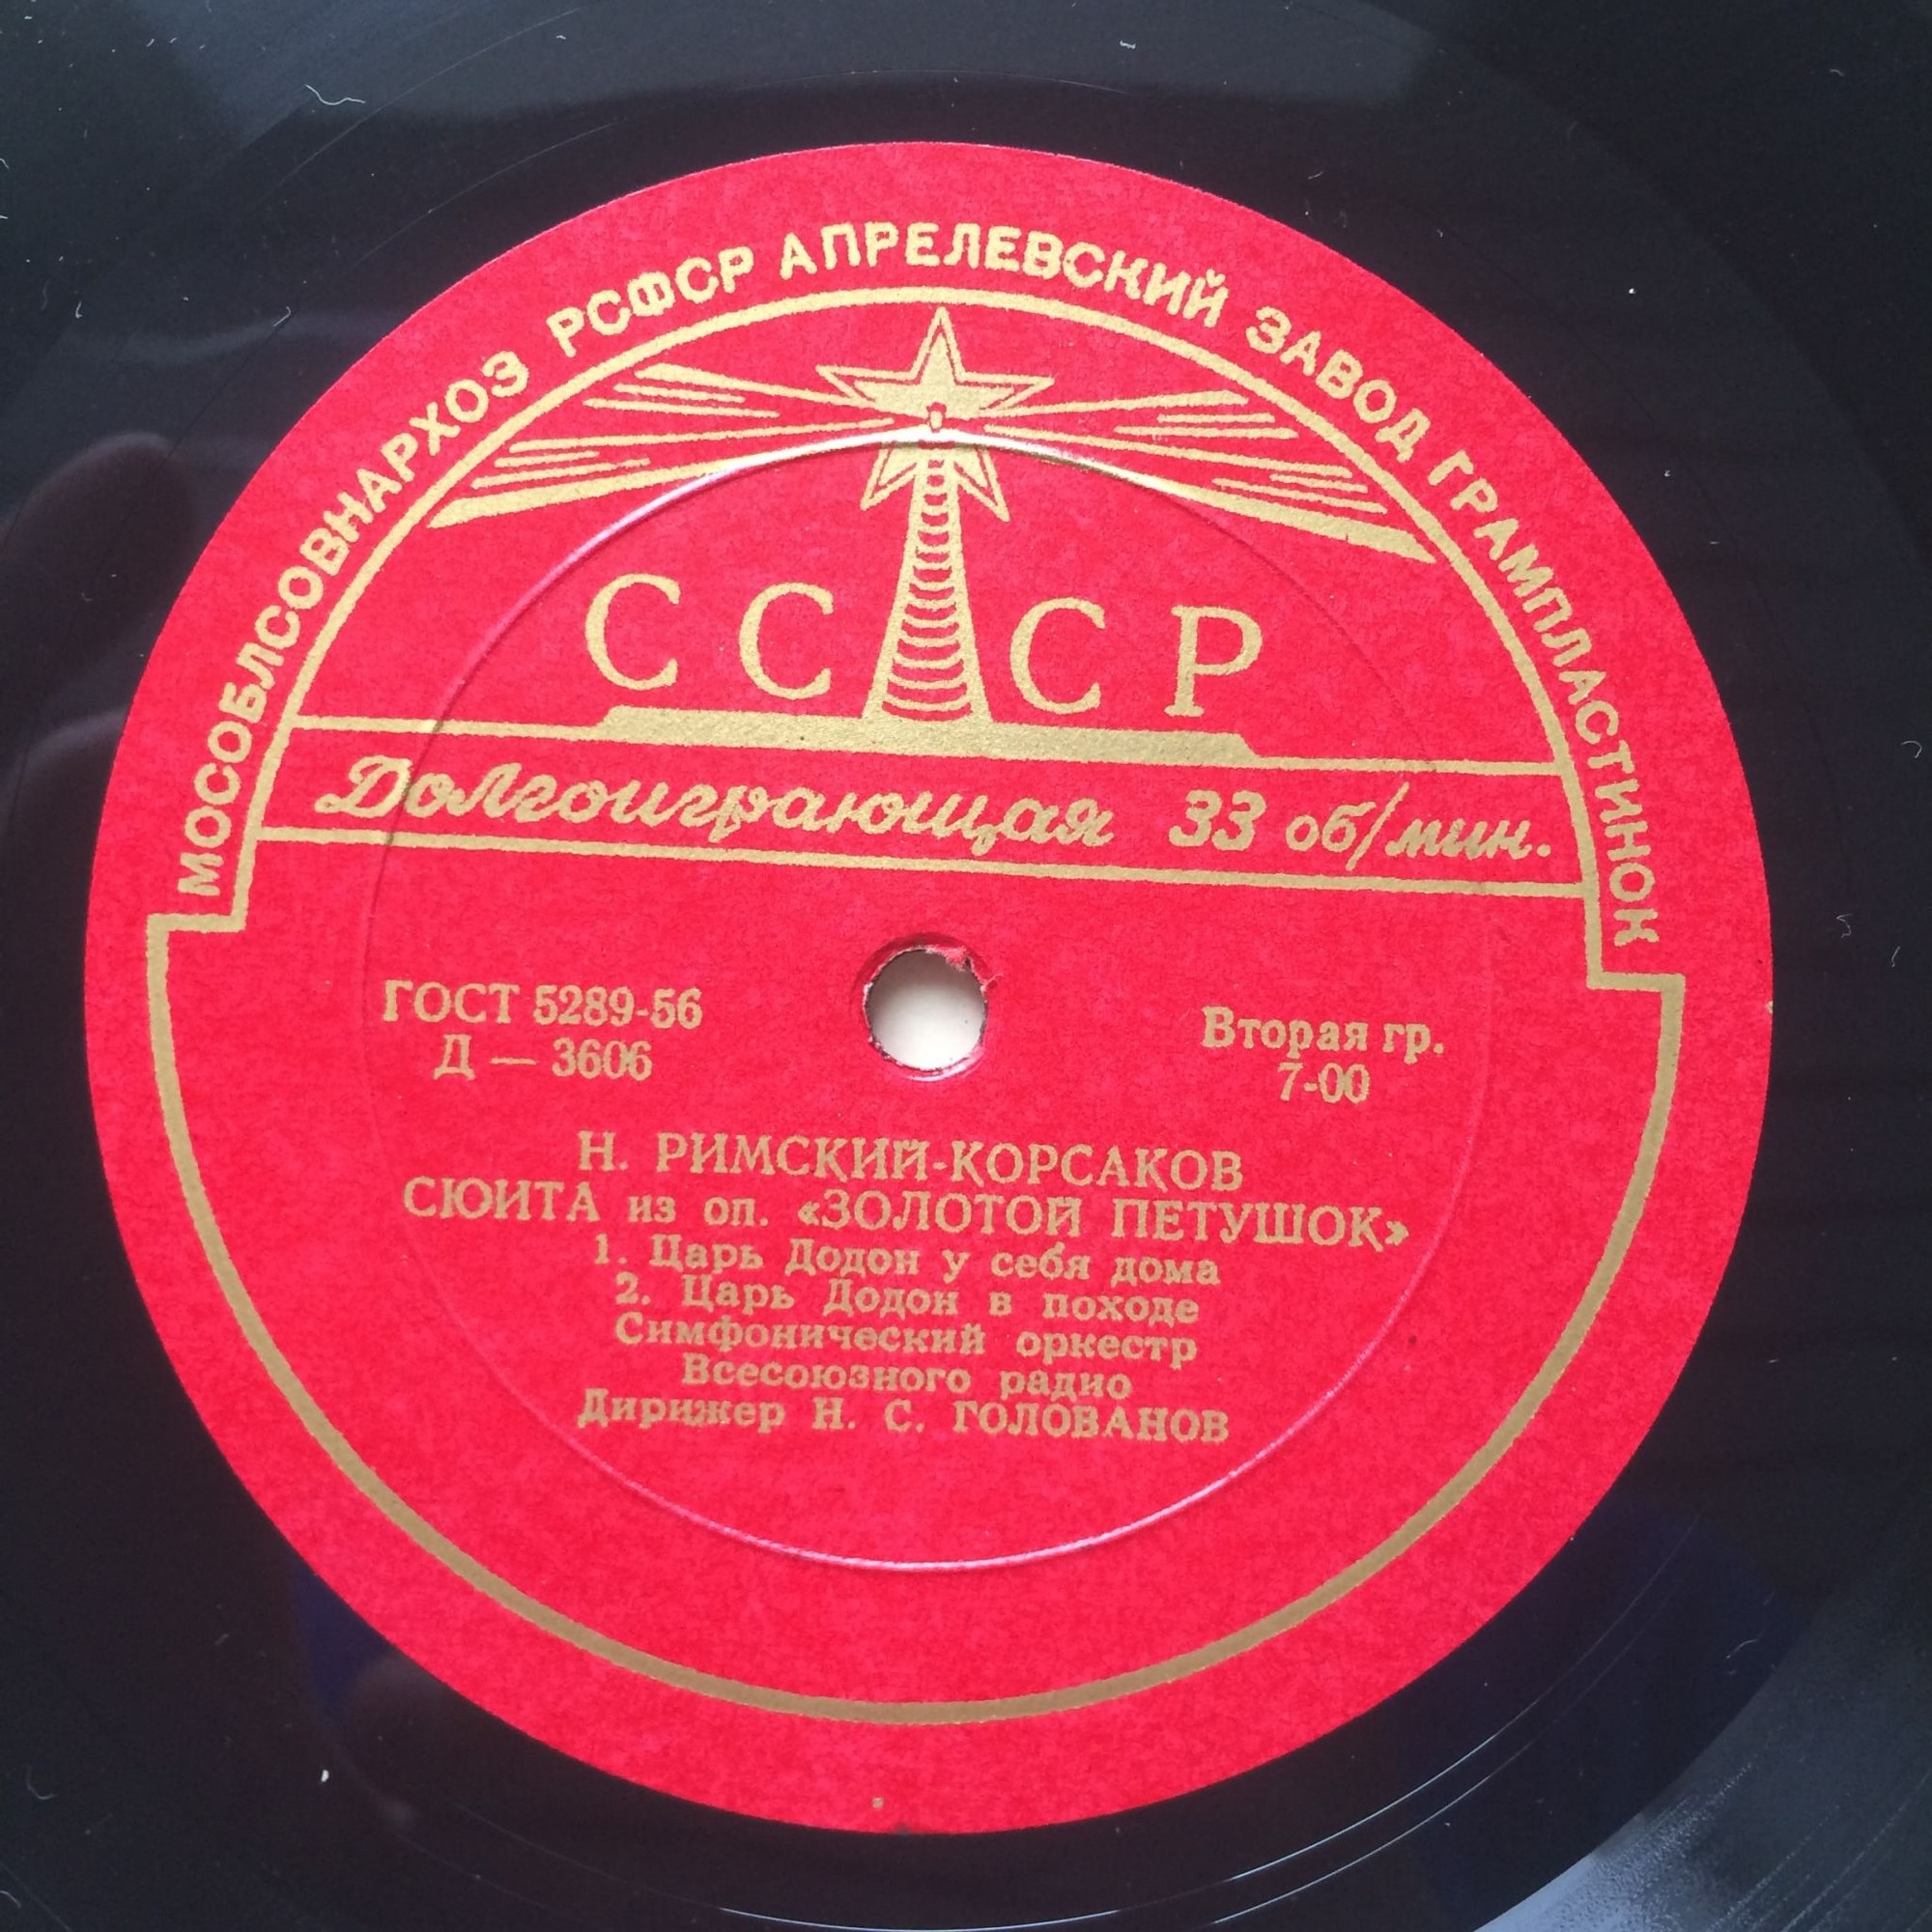 МОСОБЛСОВНАРХОЗ РСФСР АПРЕЛЕВСКИЙ ЗАВОД ГРАМПЛАСТИНОК
СССР
Долгоиграющая 33 об/мин.
ГОСТ 5289-56
Д — 3606
Вторая гр.
7-00
Н. РИМСКИЙ-КОРСАКОВ
СЮИТА из оп. «ЗОЛОТОЙ ПЕТУШОК»
1. Царь Додон у себя дома
2. Царь Додон в походе
Симфонический оркестр
Всесоюзного радио
Дирижер Н. С. ГОЛОВАНОВ